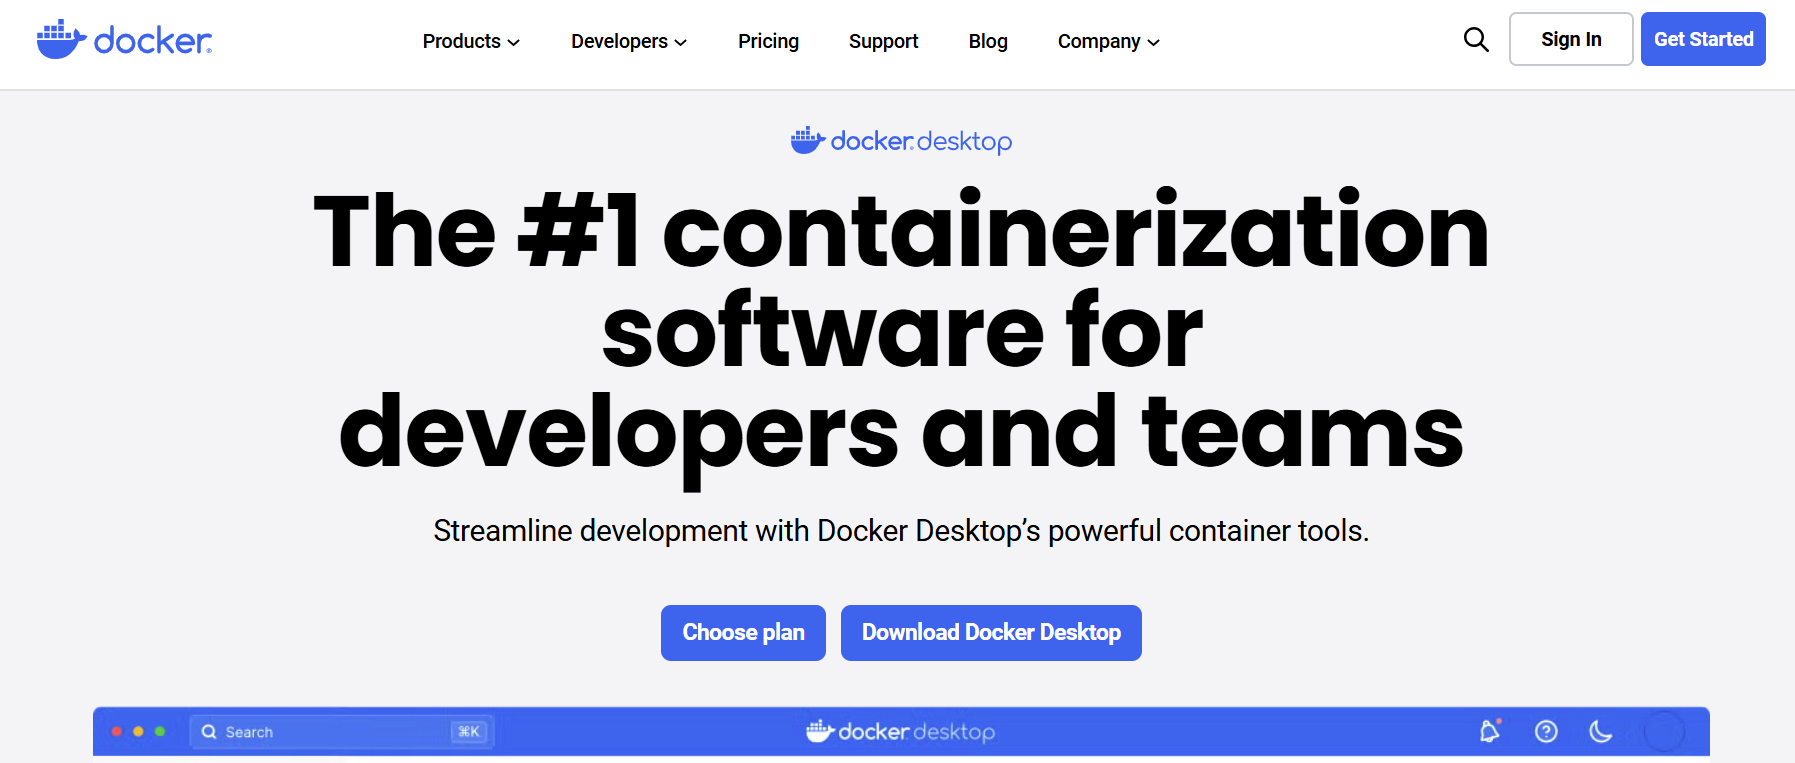 docker
Products Developers Pricing Support Blog Company Sign In Get Started
docker desktop
The #1 containerization
software for
developers and teams
Streamline development with Docker Desktop’s powerful container tools.
Choose plan Download Docker Desktop
Search ⌘K docker desktop